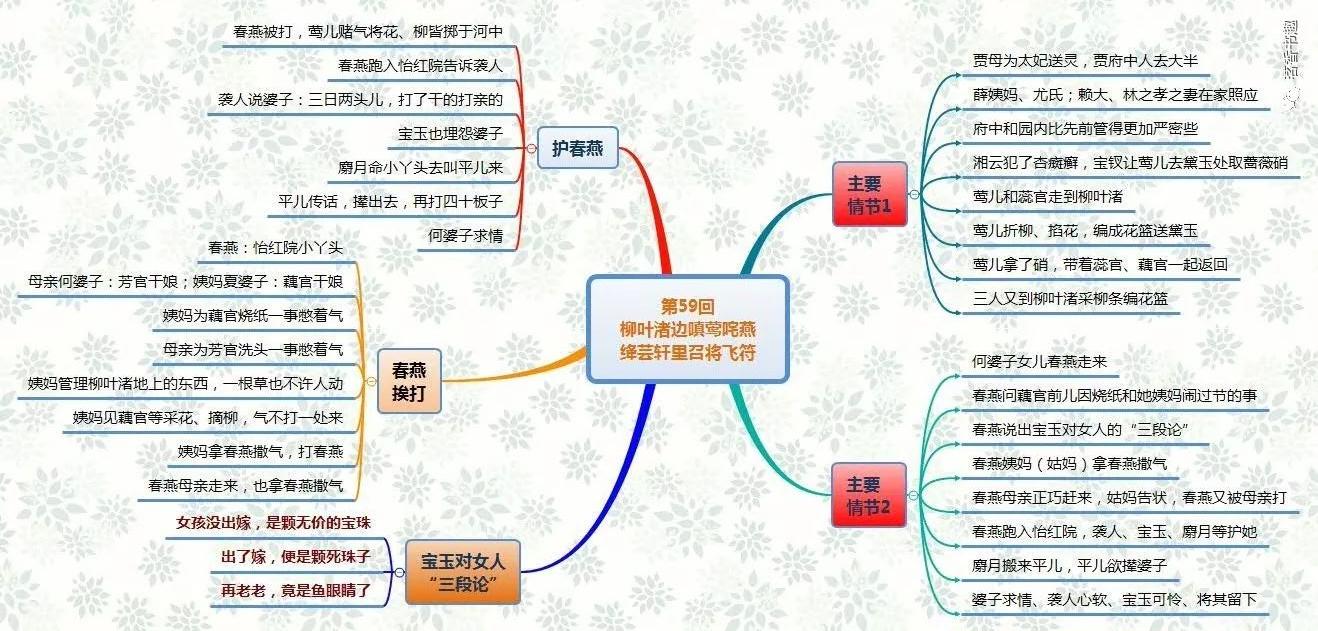 第59回
柳叶渚边嗔莺咤燕
绛芸轩里召将飞符
主要
情节1
贾母为太妃送灵，贾府中人去大半
薛姨妈、尤氏；赖大、林之孝之妻在家照应
府中和园内比先前管得更加严密些
湘云犯了杏癍癣，宝钗让莺儿去黛玉处取蔷薇硝
莺儿和蕊官走到柳叶渚
莺儿折柳、掐花，编成花篮送黛玉
莺儿拿了硝，带着蕊官、藕官一起返回
三人又到柳叶渚采柳条编花篮
主要
情节2
何婆子女儿春燕走来
春燕问藕官前儿因烧纸和她姨妈闹过节的事
春燕说出宝玉对女人的“三段论”
春燕姨妈（姑妈）拿春燕撒气
春燕母亲正巧赶来，姑妈告状，春燕又被母亲打
春燕跑入怡红院，袭人、宝玉、麝月等护她
麝月搬来平儿，平儿欲撵婆子
婆子求情、袭人心软、宝玉可怜、将其留下
护春燕
春燕被打，莺儿赌气将花、柳皆掷于河中
春燕跑入怡红院告诉袭人
袭人说婆子：三日两头儿，打了干的打亲的
宝玉也埋怨婆子
麝月命小丫头去叫平儿来
平儿传话，撵出去，再打四十板子
何婆子求情
春燕
挨打
春燕：怡红院小丫头
母亲何婆子：芳官干娘；姨妈夏婆子：藕官干娘
姨妈为藕官烧纸一事憋着气
母亲为芳官洗头一事憋着气
姨妈管理柳叶渚地上的东西，一根草也不许人动
姨妈见藕官等采花、摘柳，气不打一处来
姨妈拿春燕撒气，打春燕
春燕母亲走来，也拿春燕撒气
宝玉对女人
“三段论”
女孩没出嫁，是颗无价的宝珠
出了嫁，便是颗死珠子
再老老，竟是鱼眼睛了